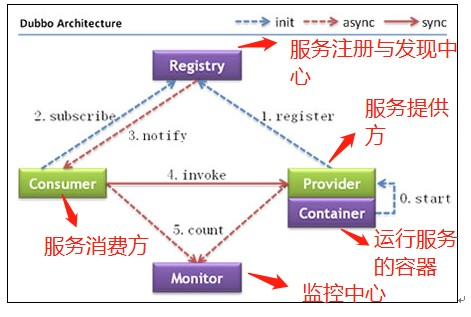 Dubbo Architecture
init
async
sync
服务注册与发现中
心
Registry
2. subscribe
3. notify
1. register
服务提供
方
Consumer
4. invoke
Provider
Container
0. start
服务消费方
5. count
运行服务
的容器
Monitor
监控中心